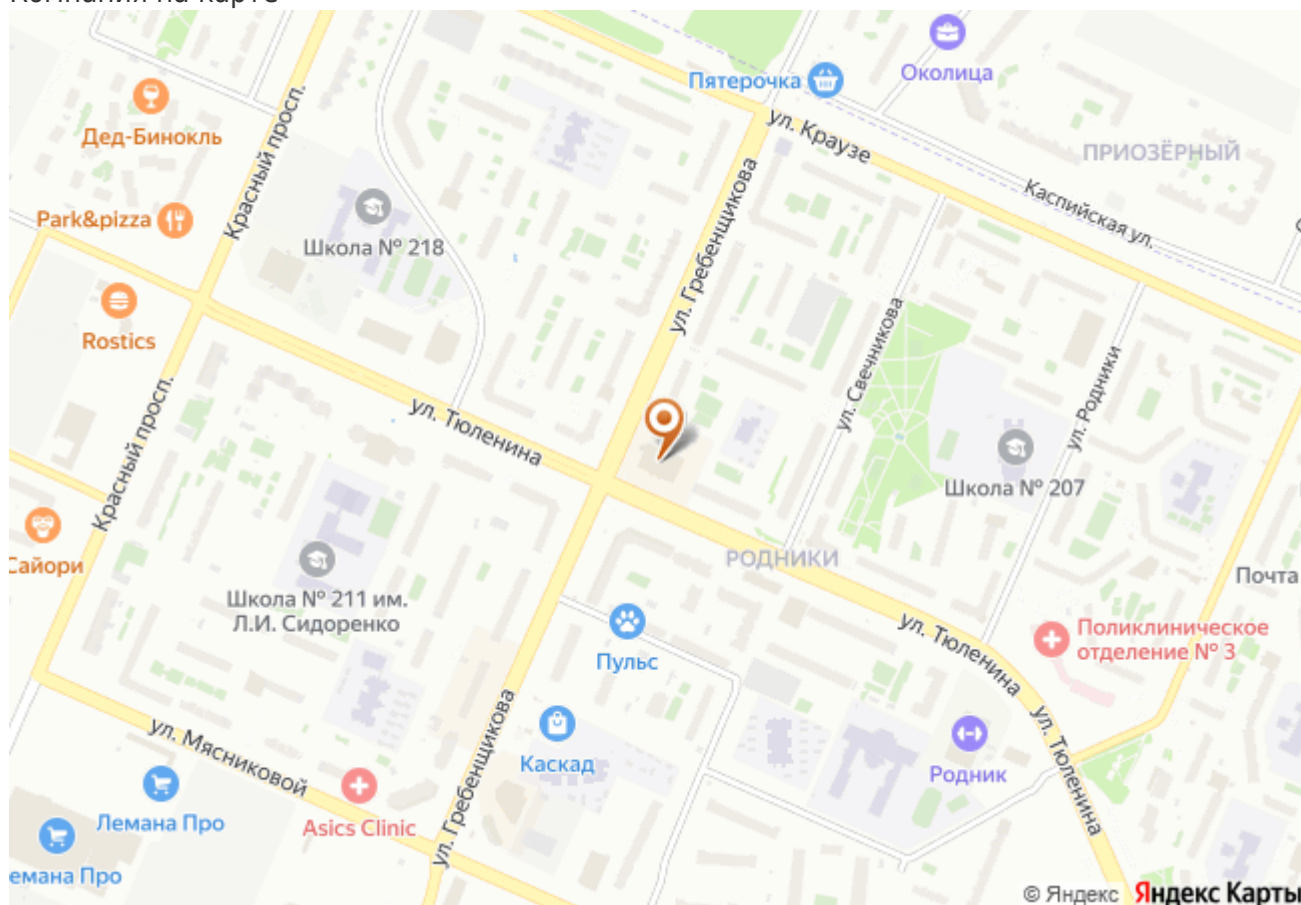 Компания на карте
Околица
Пятерочка
Дед-Бинокль
Красный просп.
ул. Краузе
ПРИОЗЁРНЫЙ
Каспийская ул.
Park&pizza
Школа № 218
ул. Гребенщикова
Rostics
ул. Свечникова
ул. Родники
Красный просп.
ул. Тюленина
Школа № 207
Сайори
РОДНИКИ
Почта
Школа № 211 им.
Л.И. Сидоренко
ул. Тюленина
Поликлиническое
отделение № 3
Пульс
ул. Мясниковой
ул. Гребенщикова
Каскад
Родник
ул. Тюленина
Лемана Про
Asics Clinic
емана Про
© Яндекс Яндекс Карты